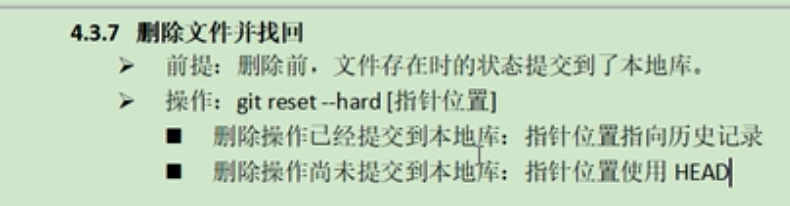 4.3.7 删除文件并找回
➢ 前提：删除前，文件存在时的状态提交到了本地库。
➢ 操作：git reset --hard [指针位置]
■ 删除操作已经提交到本地库：指针位置指向历史记录
■ 删除操作尚未提交到本地库：指针位置使用 HEAD